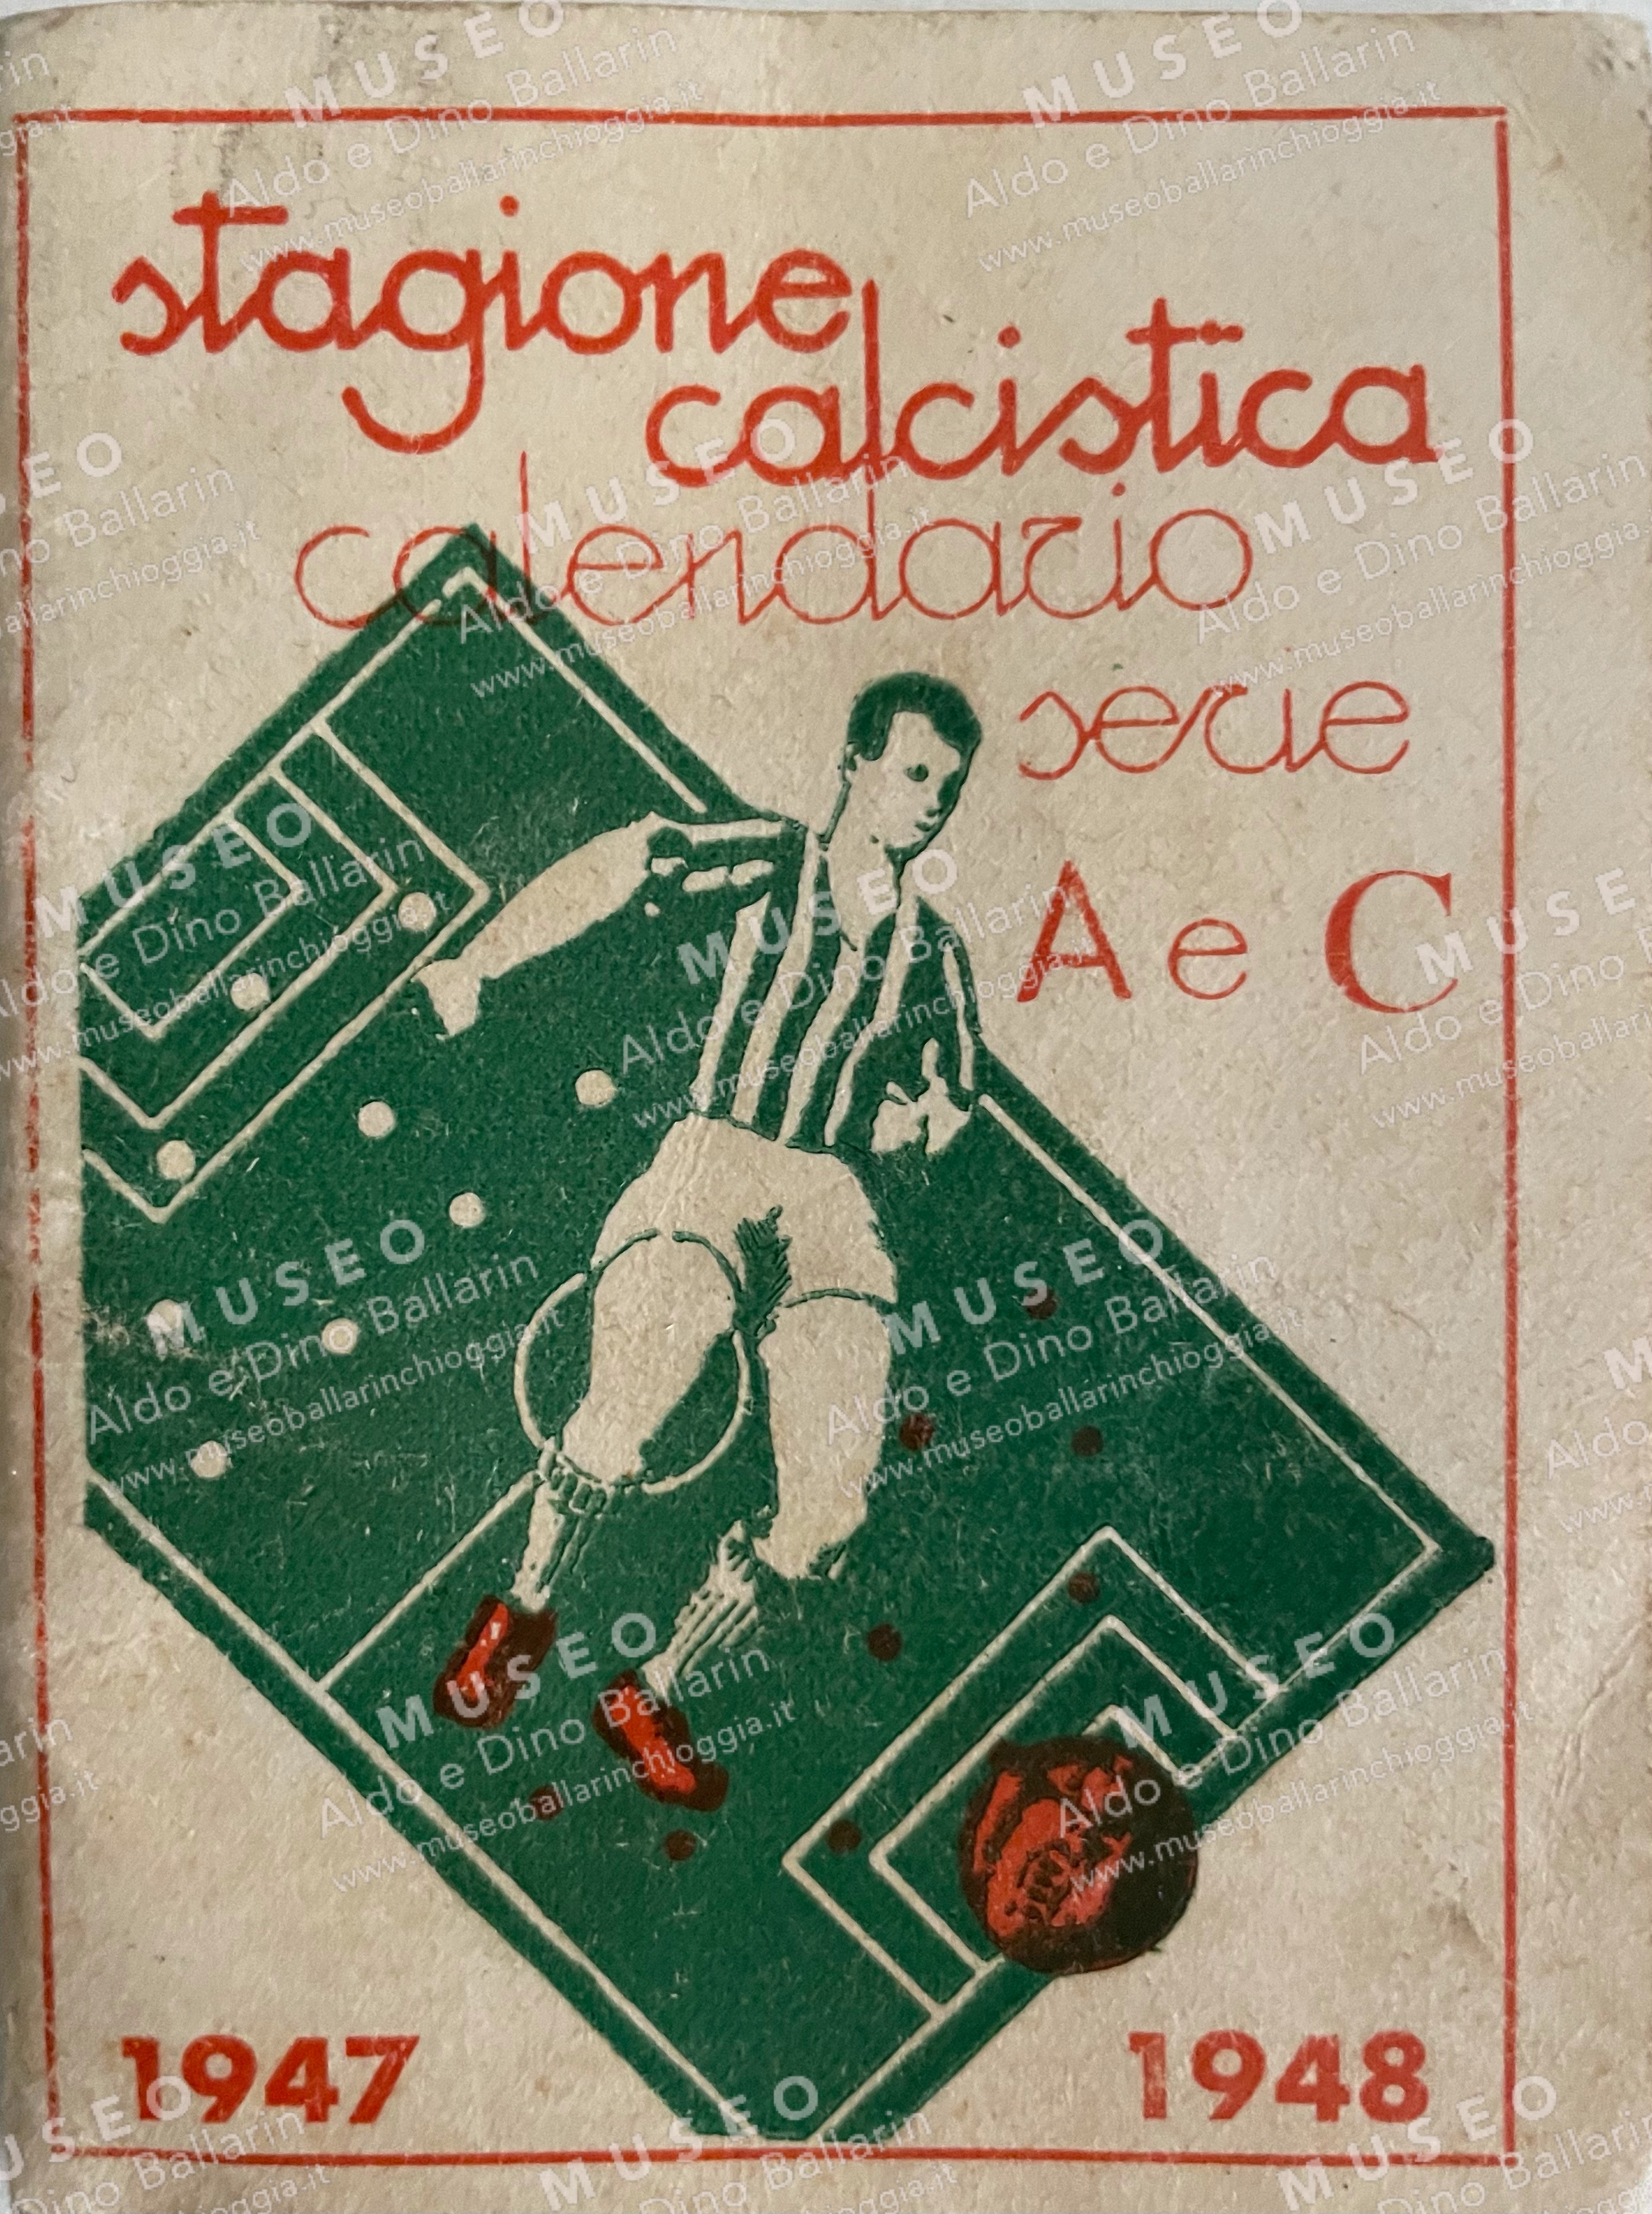 stagione
calcistica
calendario
serie
A e C
1947 1948
MUSEO
Aldo e Dino Ballarin
www.museoballarinchioggia.it